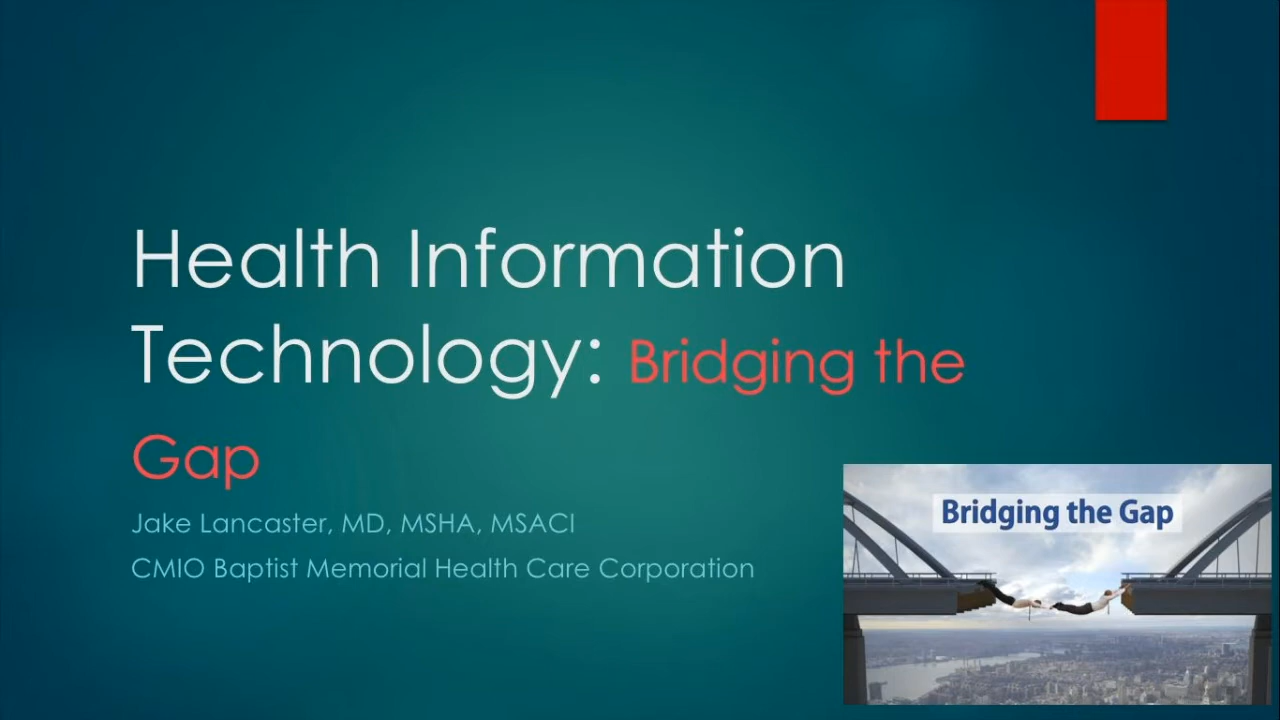 Health Information
Technology: Bridging the
Gap
Jake Lancaster, MD, MSHA, MSACI
CMIO Baptist Memorial Health Care Corporation
Bridging the Gap